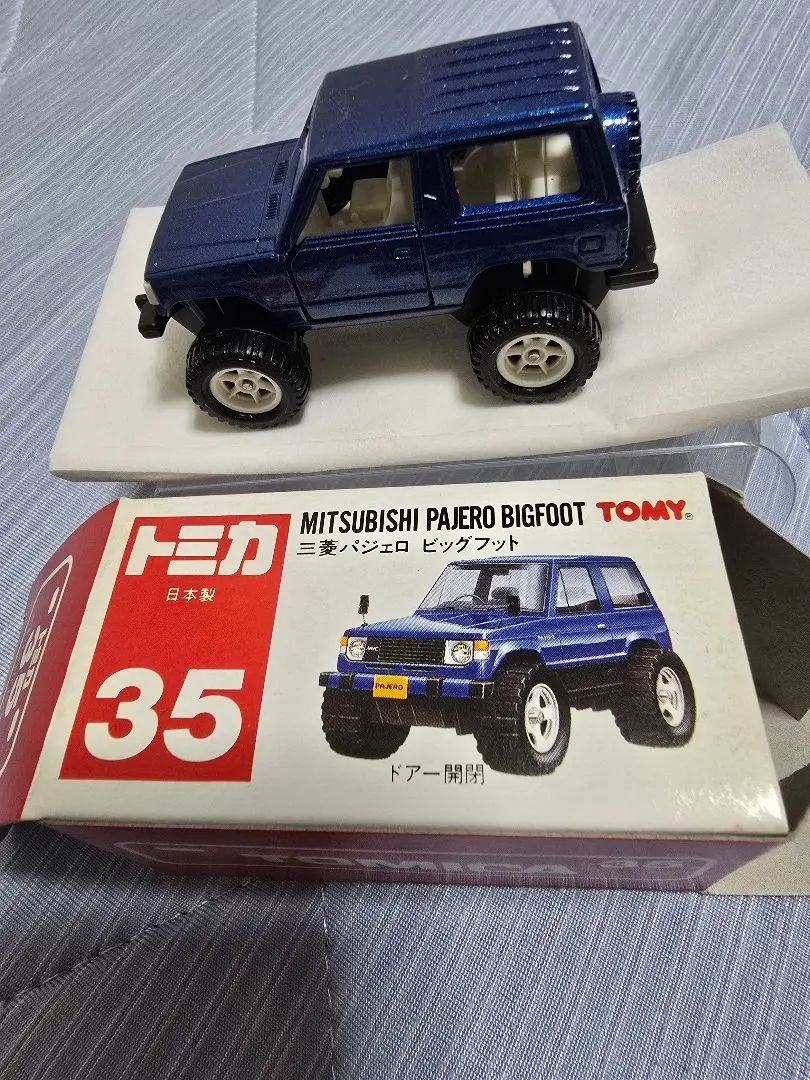 トミカ
日本製
35
MITSUBISHI PAJERO BIGFOOT TOMY®
三菱パジェロ ビッグフット
PAJERO
ドアー開閉
TOMICA 35